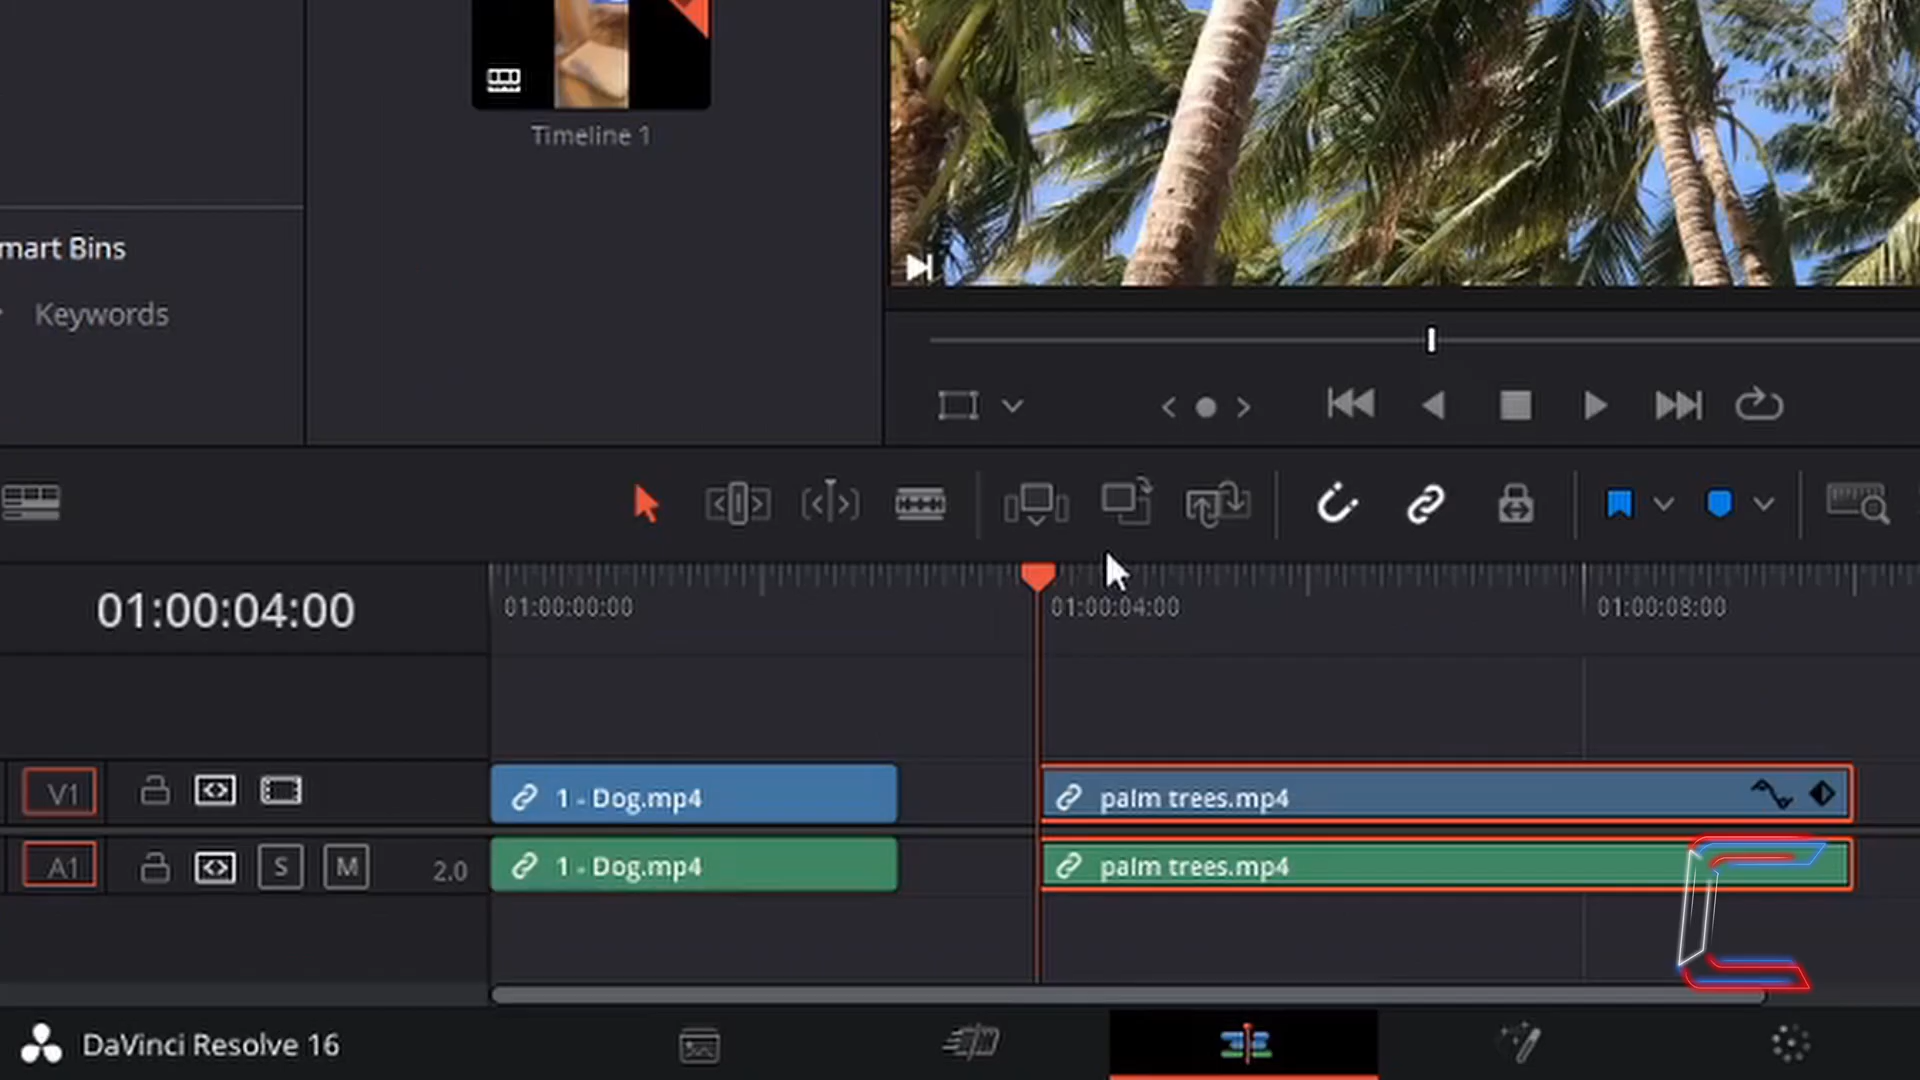 Timeline 1
mart Bins
Keywords
01:00:04:00
01:00:00:00
01:00:04:00
01:00:08:00
V1
1 - Dog.mp4
palm trees.mp4
A1
S
M
2.0
1 - Dog.mp4
palm trees.mp4
DaVinci Resolve 16